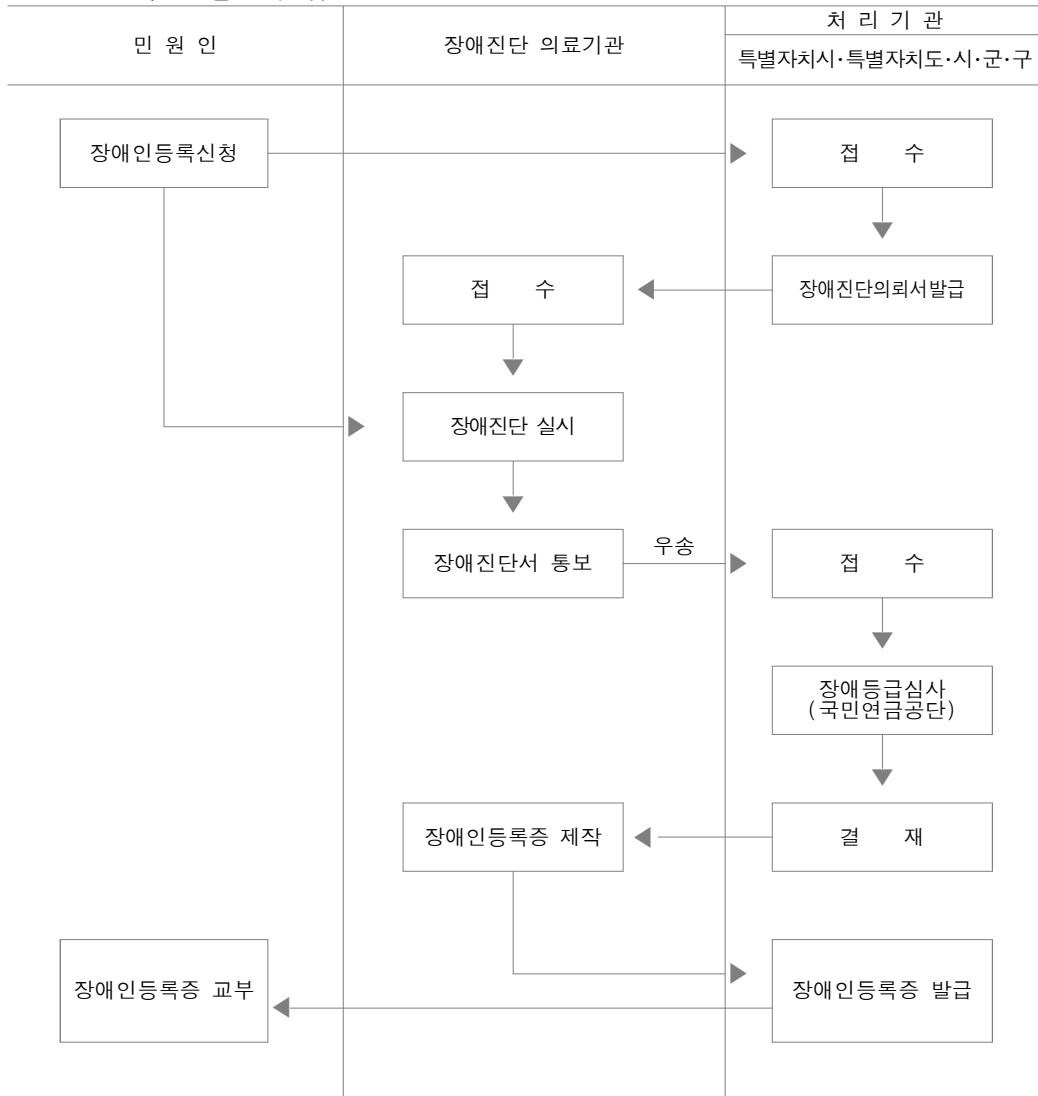 민 원 인
장애진단 의료기관
처 리 기 관
특별자치시·특별자치도·시·군·구
장애인등록신청
접 수
접 수
장애진단의뢰서발급
장애진단 실시
장애진단서 통보
우송
접 수
장애등급심사
(국민연금공단)
장애인등록증 제작
결 재
장애인등록증 교부
장애인등록증 발급